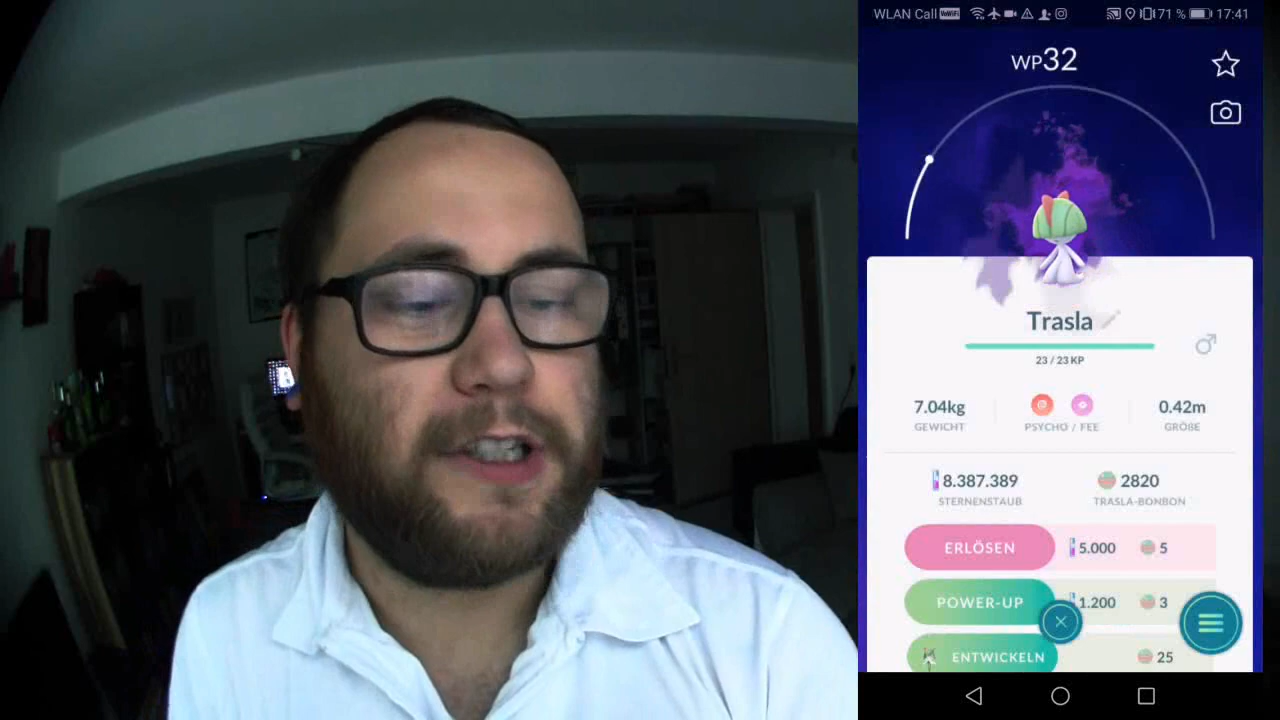 WLAN Call VoWiFi 71 % 17:41
WP32
Trasla
23 / 23 KP
7.04kg
GEWICHT
PSYCHO / FEE
0.42m
GRÖßE
8.387.389
STERNENSTAUB
2820
TRASLA-BONBON
ERLÖSEN 5.000 5
POWER-UP 1.200 3
ENTWICKELN 25